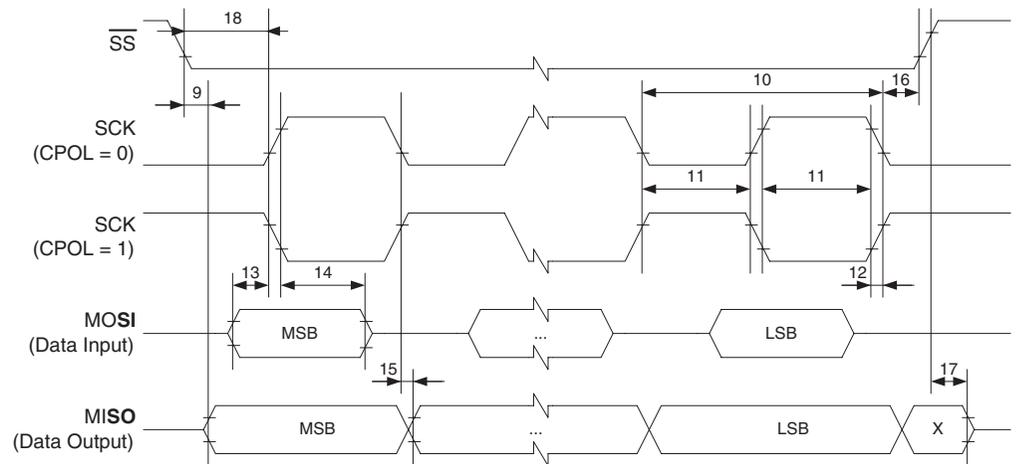 18
SS
10
9
16
SCK
(CPOL = 0)
11
11
SCK
(CPOL = 1)
13
14
12
MOSI
(Data Input)
MSB
...
LSB
15
17
MISO
(Data Output)
MSB
...
LSB
X